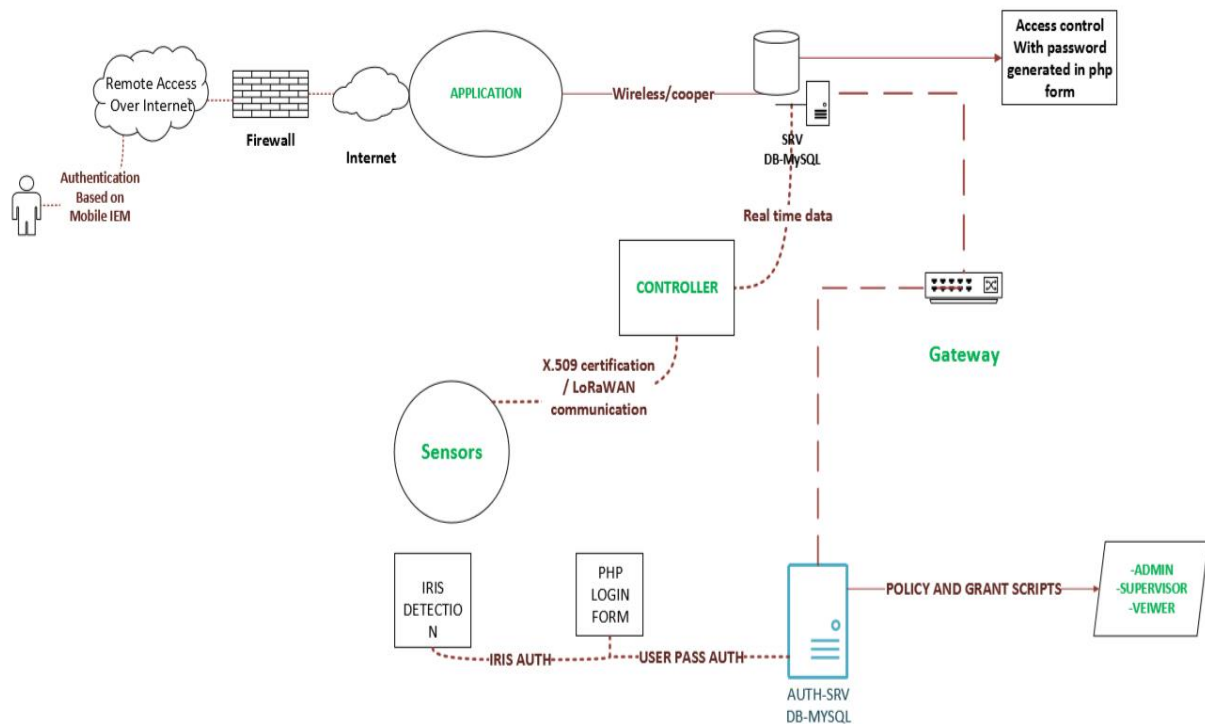 Remote Access
Over Internet
Firewall
Internet
APPLICATION
Wireless/cooper
SRV
DB-MySQL
Access control
With password
generated in php
form
Authentication
Based on
Mobile IEM
Real time data
CONTROLLER
Gateway
X.509 certification
/ LoRaWAN
communication
Sensors
IRIS
DETECTIO
N
PHP
LOGIN
FORM
IRIS AUTH
USER PASS AUTH
AUTH-SRV
DB-MYSQL
POLICY AND GRANT SCRIPTS
-ADMIN
-SUPERVISOR
-VEIWER